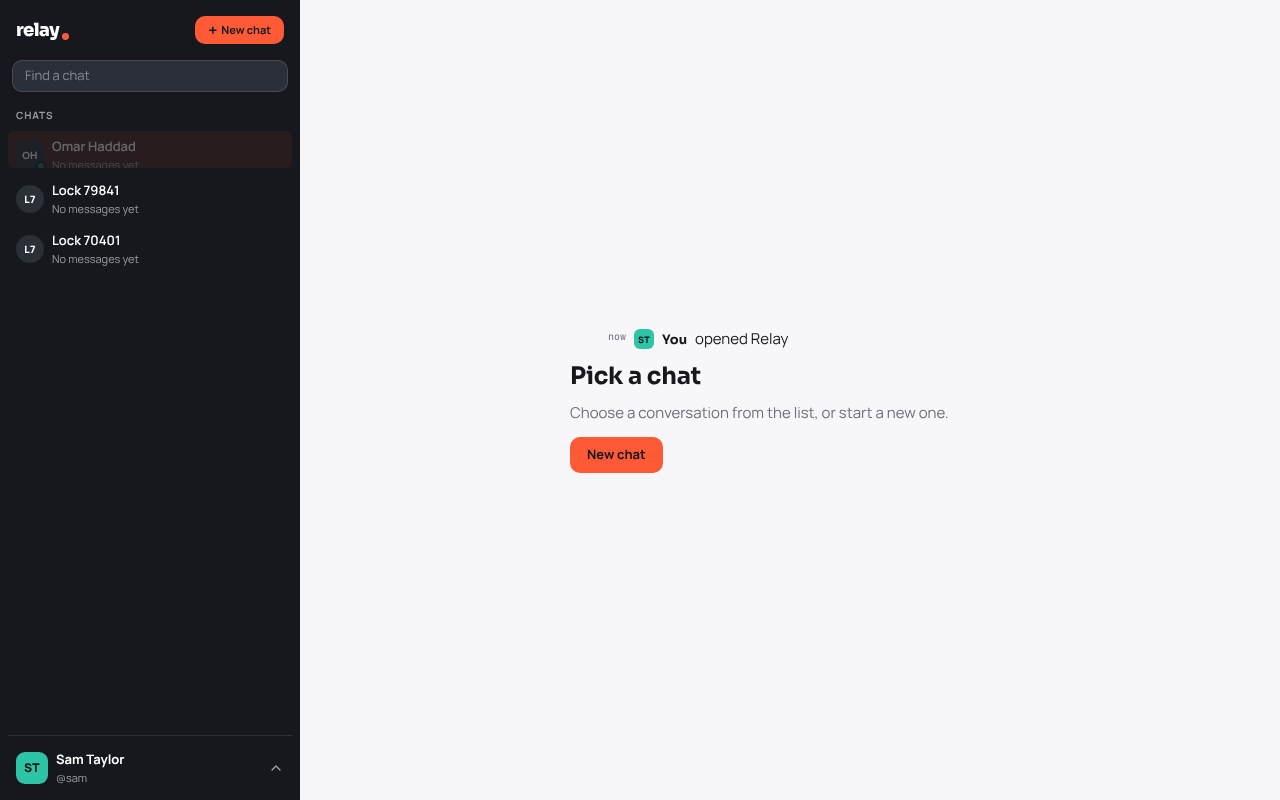 relay.
+ New chat
Find a chat
CHATS
OH
Omar Haddad
No messages yet
L7
Lock 79841
No messages yet
L7
Lock 70401
No messages yet
now ST You opened Relay
Pick a chat
Choose a conversation from the list, or start a new one.
New chat
ST
Sam Taylor
@sam